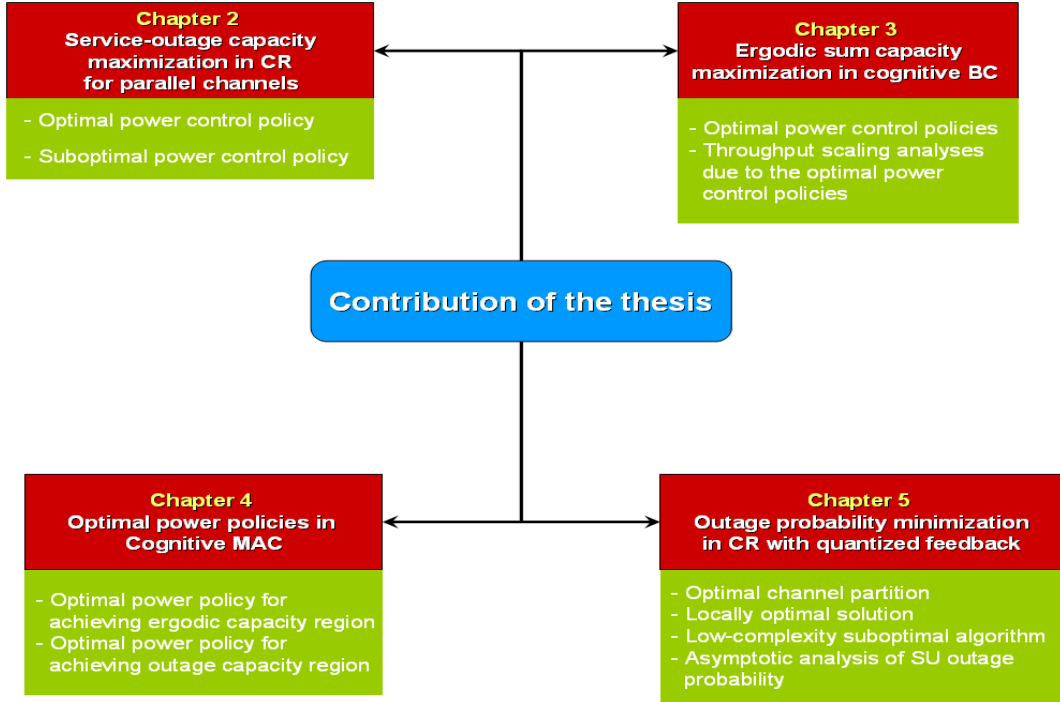 Chapter 2
Service-outage capacity
maximization in CR
for parallel channels
- Optimal power control policy
- Suboptimal power control policy
Chapter 3
Ergodic sum capacity
maximization in cognitive BC
- Optimal power control policies
- Throughput scaling analyses
due to the optimal power
control policies
Contribution of the thesis
Chapter 4
Optimal power policies in
Cognitive MAC
- Optimal power policy for
achieving ergodic capacity region
- Optimal power policy for
achieving outage capacity region
Chapter 5
Outage probability minimization
in CR with quantized feedback
- Optimal channel partition
- Locally optimal solution
- Low-complexity suboptimal algorithm
- Asymptotic analysis of SU outage
probability